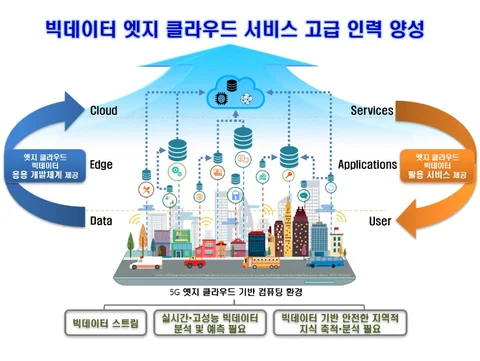 빅데이터 엣지 클라우드 서비스 고급 인력 양성
Cloud
Services
엣지 클라우드
빅데이터
응용 개발체계 제공
Edge
Applications
엣지 클라우드
빅데이터
활용 서비스 제공
Data
User
5G 엣지 클라우드 기반 컴퓨팅 환경
빅데이터 스트림
실시간·고성능 빅데이터
분석 및 예측 필요
빅데이터 기반 안전한 지역적
지식 축적·분석 필요